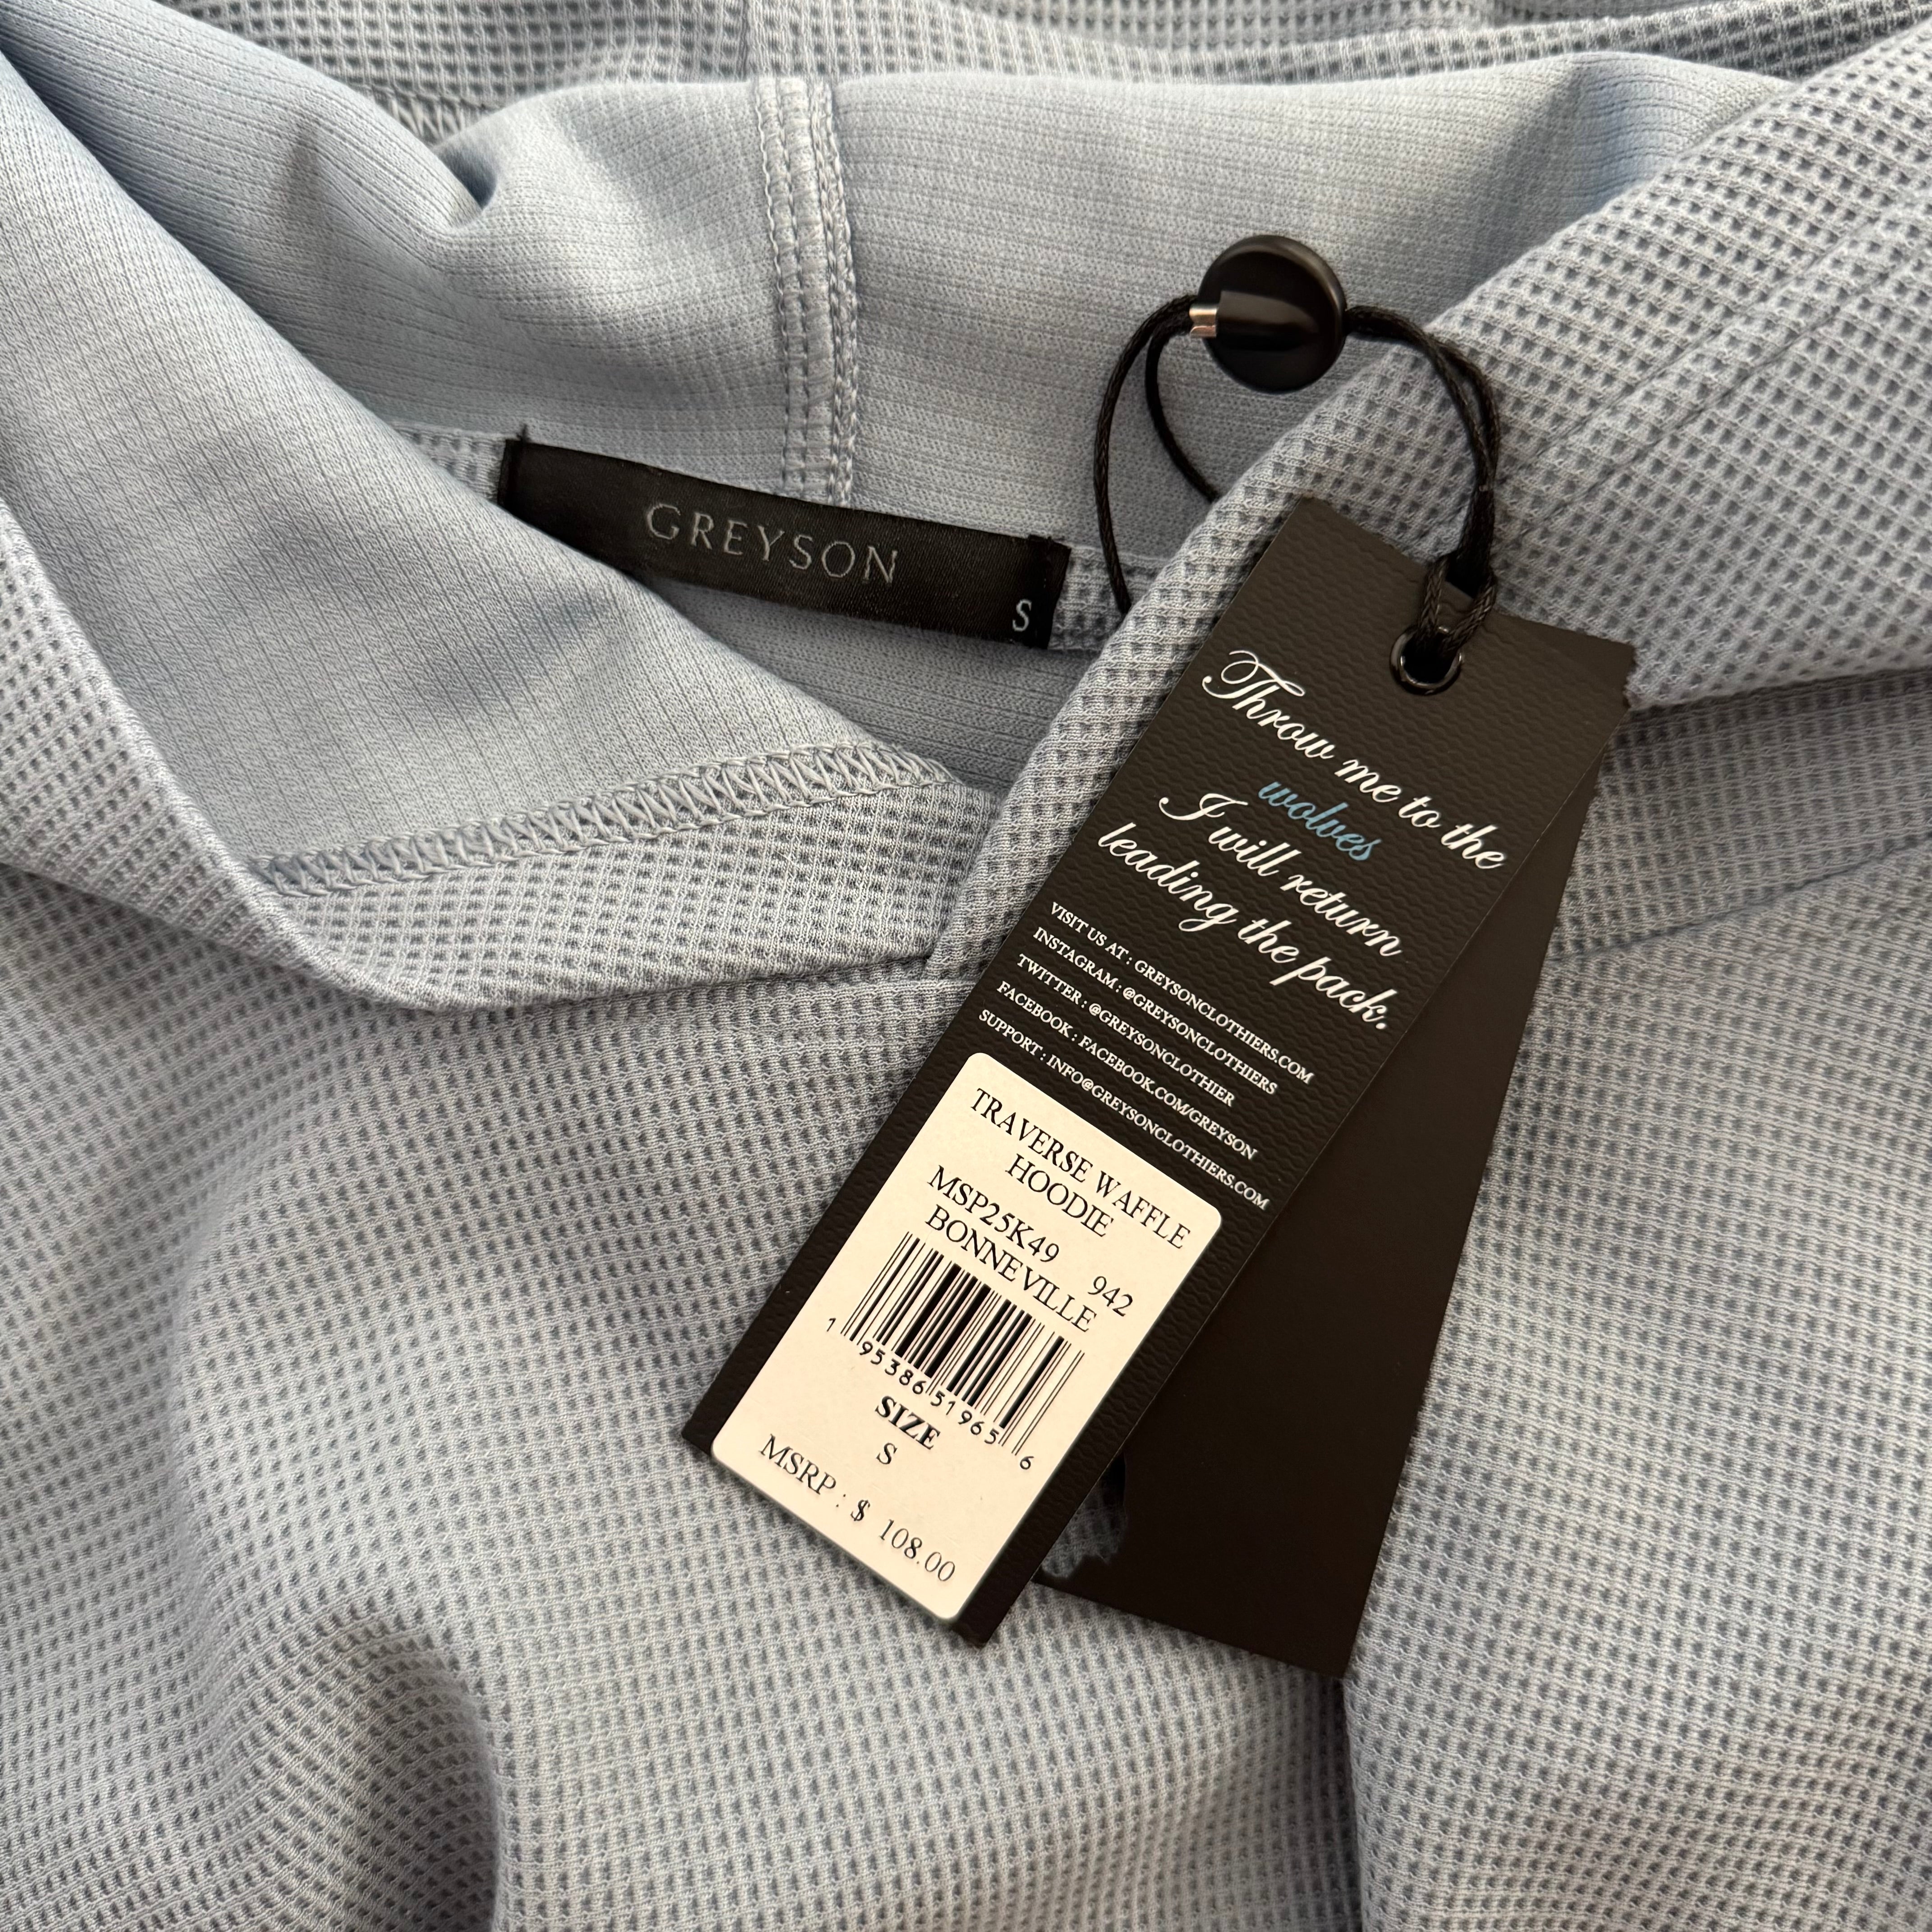 GREYSON
S
Throw me to the
wolves
I will return
leading the pack.
VISIT US AT : GREYSONCLOTHIERS.COM
INSTAGRAM : @GREYSONCLOTHIERS
TWITTER : @GREYSONCLOTHIER
FACEBOOK : FACEBOOK.COM/GREYSON
SUPPORT : INFO@GREYSONCLOTHIERS.COM
TRAVERSE WAFFLE
HOODIE
MSP25K49 942
BONNEVILLE
1 95386 51965 6
SIZE
S
MSRP : $ 108.00